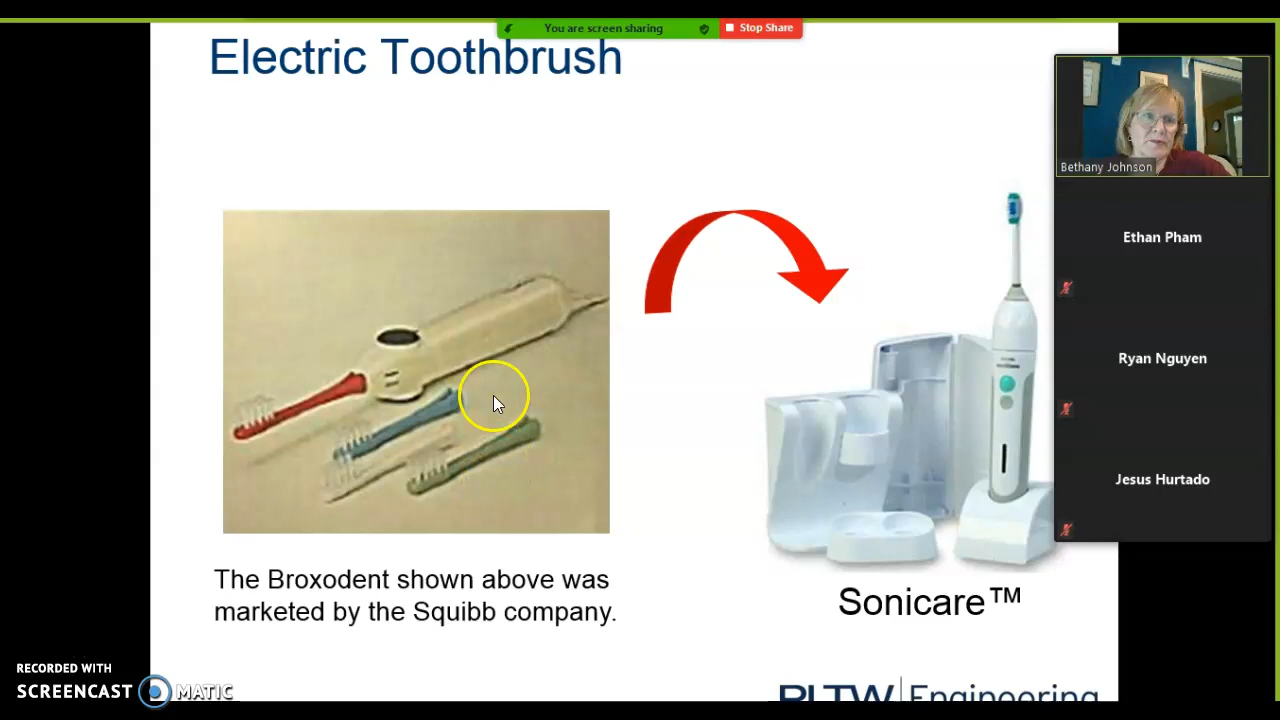 You are screen sharing
Stop Share
Electric Toothbrush
Bethany Johnson
Ethan Pham
Ryan Nguyen
Jesus Hurtado
The Broxodent shown above was
marketed by the Squibb company.
Sonicare™
RECORDED WITH
SCREENCAST MATIC
PLTW Engineering